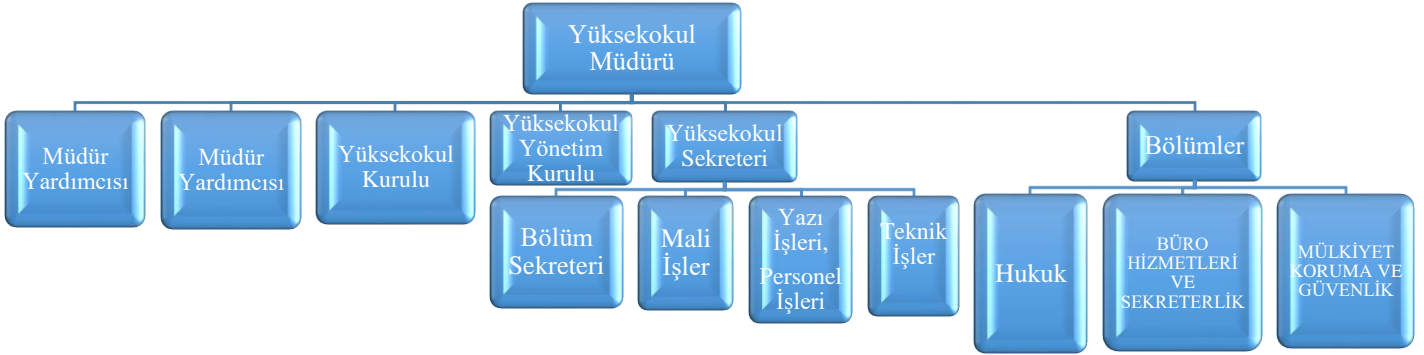 Yüksekokul
Müdürü
Müdür
Yardımcısı
Müdür
Yardımcısı
Yüksekokul
Kurulu
Yüksekokul
Yönetim
Kurulu
Yüksekokul
Sekreteri
Bölümler
Bölüm
Sekreteri
Mali
İşler
Yazı
İşleri,
Personel
İşleri
Teknik
İşler
Hukuk
BÜRO
HİZMETLERİ
VE
SEKRETERLİK
MÜLKİYET
KORUMA VE
GÜVENLİK